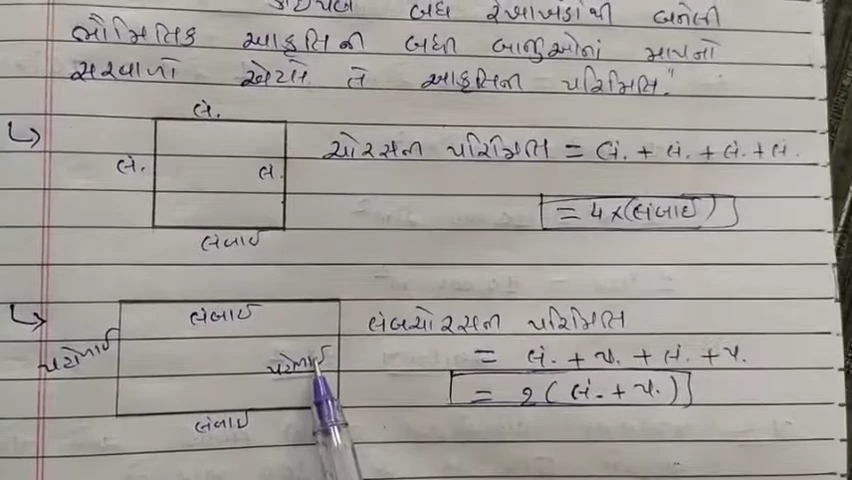 બધ રેખાખંડોથી બનેલી
ભૌમિતિક આકૃતિની બધી બાજુઓનાં માપનો
સરવાળો એટલે તે આકૃતિની પરિમિતિ."
લં.
લં. લં.
લંબાઈ
ચોરસની પરિમિતિ = લં. + લં. + લં. + લં.
= 4 x (લંબાઈ)
લંબાઈ
પહોળાઈ પહોળાઈ
લંબાઈ
લંબચોરસની પરિમિતિ
= લં. + પ. + લં. + પ.
= 2 ( લં. + પ. )